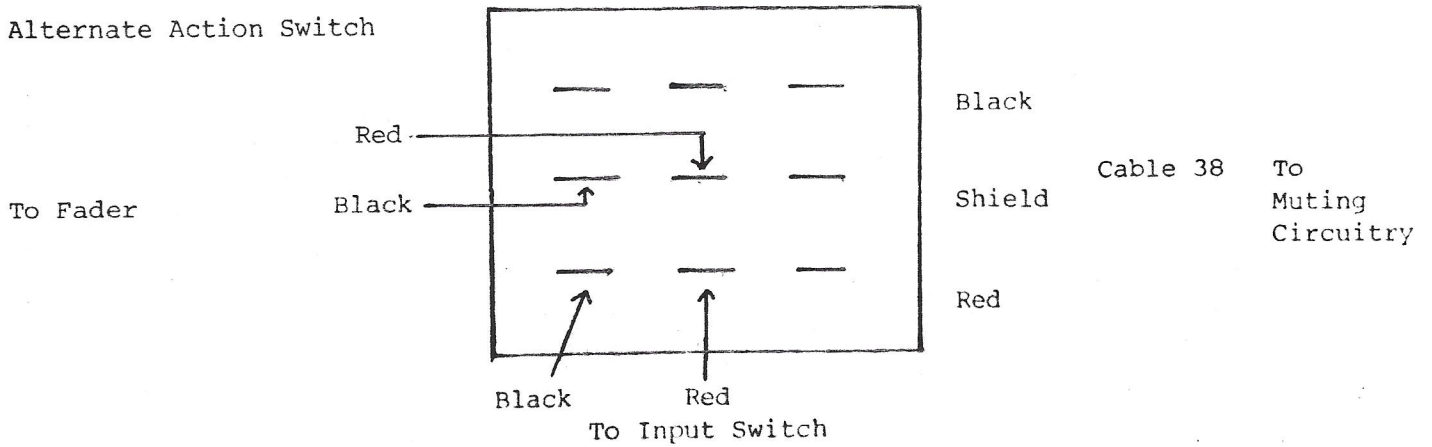 Alternate Action Switch
Black
Red
Cable 38 To
To Fader
Black
Shield
Muting
Circuitry
Red
Black Red
To Input Switch